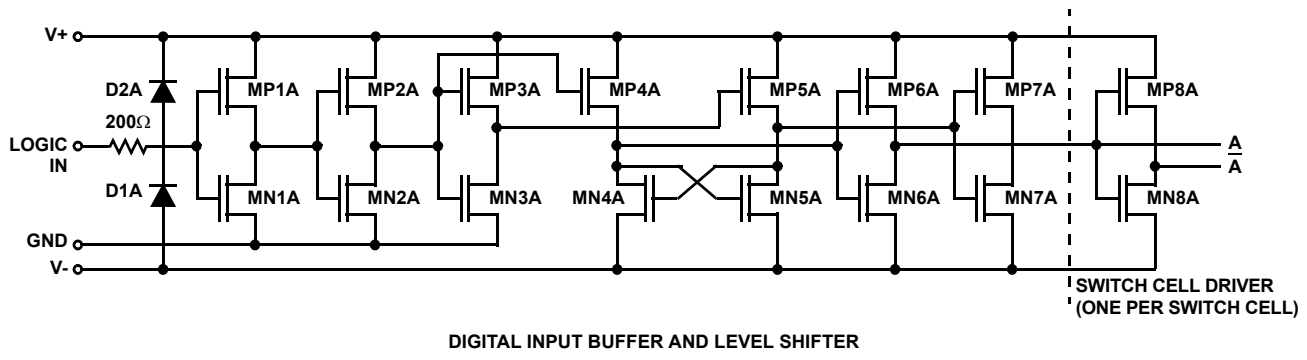 V+
D2A
MP1A
MP2A
MP3A
MP4A
MP5A
MP6A
MP7A
MP8A
200Ω
LOGIC
IN
A
A̅
D1A
MN1A
MN2A
MN3A
MN4A
MN5A
MN6A
MN7A
MN8A
GND
V-
SWITCH CELL DRIVER
(ONE PER SWITCH CELL)
DIGITAL INPUT BUFFER AND LEVEL SHIFTER